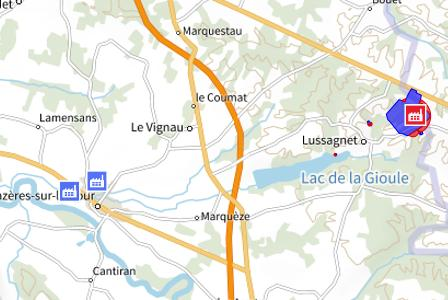 Marquestau
le Coumat
Lamensans
Le Vignau
Lussagnet
Lac de la Gioule
Marquèze
Cantiran